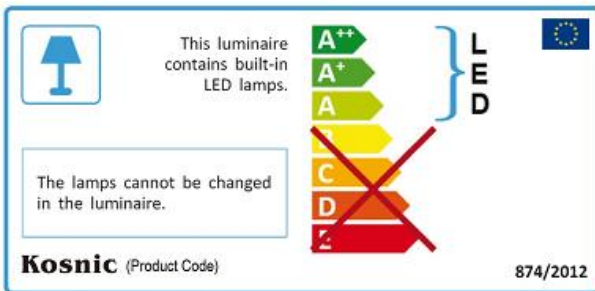 This luminaire
contains built-in
LED lamps.
A++
A+
A
B
C
D
E
L
E
D
The lamps cannot be changed
in the luminaire.
Kosnic (Product Code)
874/2012